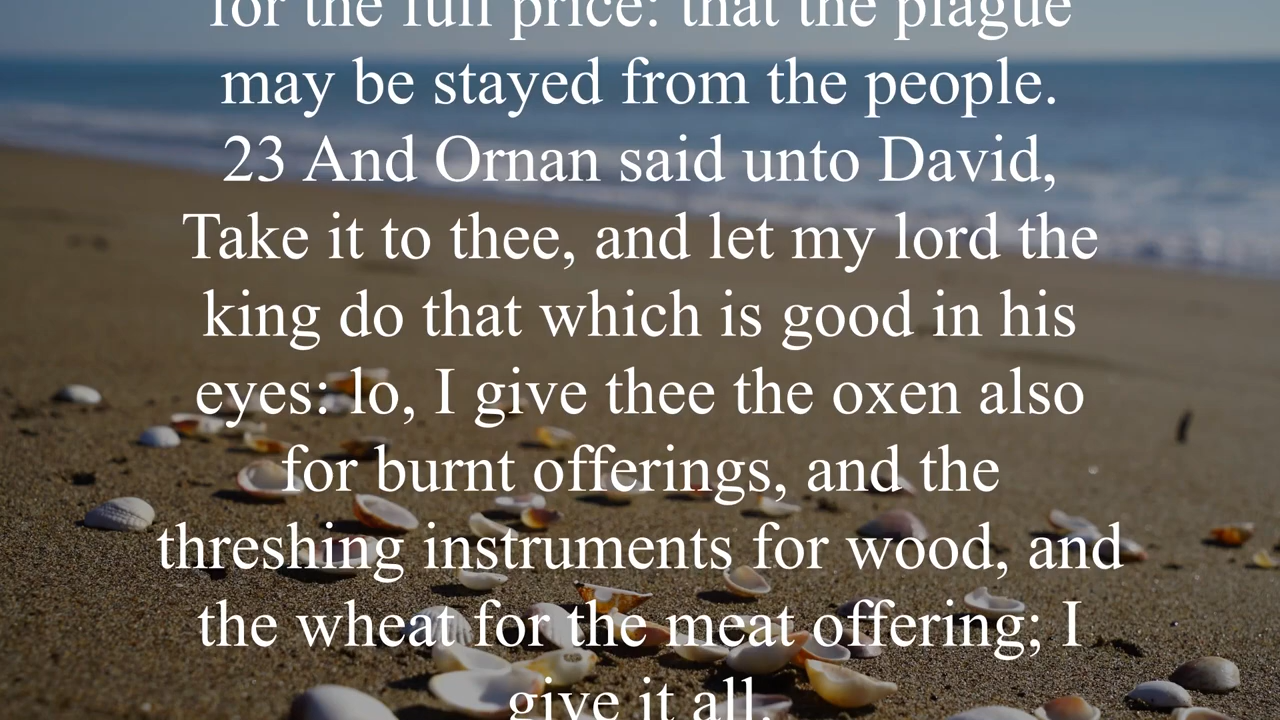 for the full price: that the plague
may be stayed from the people.
23 And Ornan said unto David,
Take it to thee, and let my lord the
king do that which is good in his
eyes: lo, I give thee the oxen also
for burnt offerings, and the
threshing instruments for wood, and
the wheat for the meat offering; I
give it all.